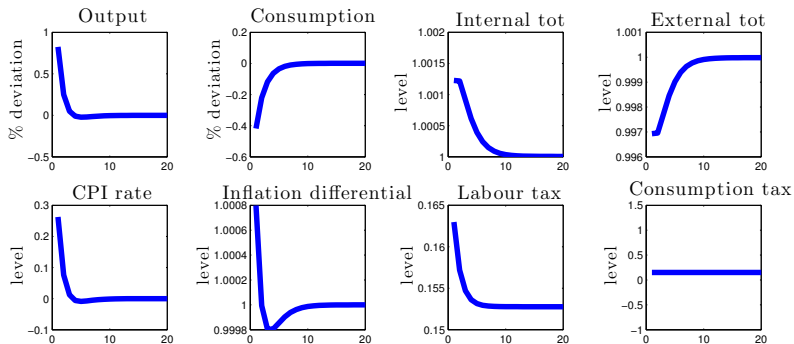 Output
% deviation
1
0.5
0
−0.5
0 10 20
Consumption
% deviation
0.2
0
−0.2
−0.4
−0.6
0 10 20
Internal tot
level
1.002
1.0015
1.001
1.0005
1
0 10 20
External tot
level
1.001
1
0.999
0.998
0.997
0.996
0 10 20
CPI rate
level
0.3
0.2
0.1
0
−0.1
0 10 20
Inflation differential
level
1.0008
1.0006
1.0004
1.0002
1
0.9998
0 10 20
Labour tax
level
0.165
0.16
0.155
0.15
0 10 20
Consumption tax
level
1.5
1
0.5
0
−0.5
−1
0 10 20